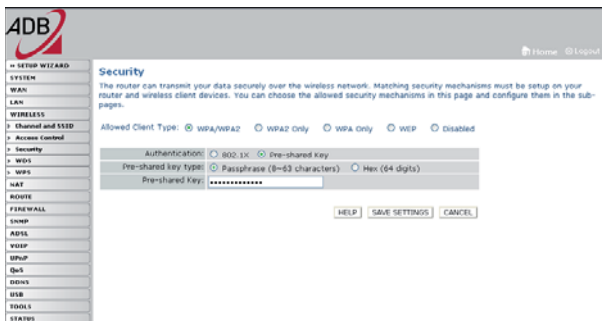 ADB
Home Logout
» SETUP WIZARD
SYSTEM
WAN
LAN
WIRELESS
> Channel and SSID
> Access Control
> Security
> WDS
> WPS
NAT
ROUTE
FIREWALL
SNMP
ADSL
VOIP
UPnP
QoS
DDNS
USB
TOOLS
STATUS
Security
The router can transmit your data securely over the wireless network. Matching security mechanisms must be setup on your
router and wireless client devices. You can choose the allowed security mechanisms in this page and configure them in the sub-
pages.
Allowed Client Type: WPA/WPA2 WPA2 Only WPA Only WEP Disabled
Authentication: 802.1X Pre-shared Key
Pre-shared key type: Passphrase (8~63 characters) Hex (64 digits)
Pre-shared Key: •••••••••••••
HELP SAVE SETTINGS CANCEL